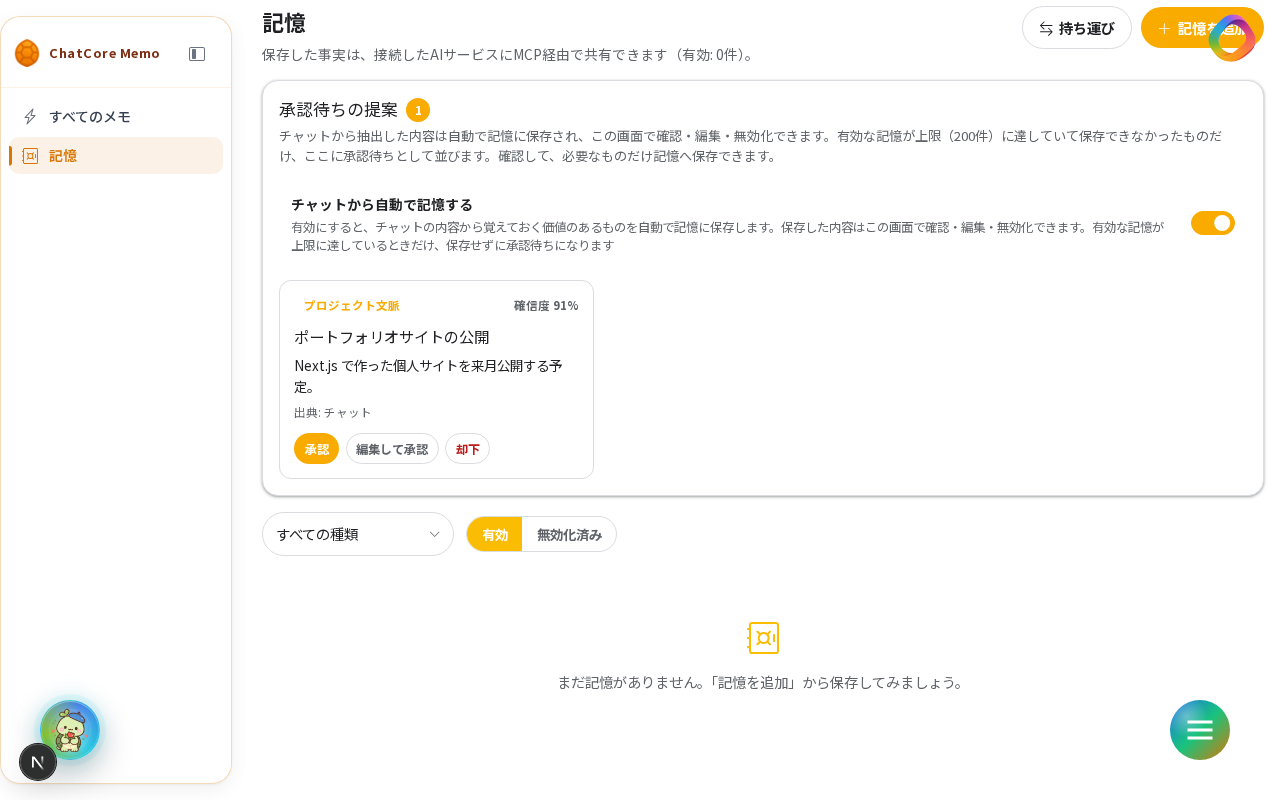 ChatCore Memo
すべてのメモ
記憶
記憶
保存した事実は、接続したAIサービスにMCP経由で共有できます（有効: 0件）。
持ち運び
記憶を追加
承認待ちの提案 1
チャットから抽出した内容は自動で記憶に保存され、この画面で確認・編集・無効化できます。有効な記憶が上限（200件）に達していて保存できなかったものだ
け、ここに承認待ちとして並びます。確認して、必要なものだけ記憶へ保存できます。
チャットから自動で記憶する
有効にすると、チャットの内容から覚えておく価値のあるものを自動で記憶に保存します。保存した内容はこの画面で確認・編集・無効化できます。有効な記憶が
上限に達しているときだけ、保存せずに承認待ちになります
プロジェクト文脈
確信度 91%
ポートフォリオサイトの公開
Next.js で作った個人サイトを来月公開する予
定。
出典: チャット
承認
編集して承認
却下
すべての種類
有効
無効化済み
まだ記憶がありません。「記憶を追加」から保存してみましょう。
N